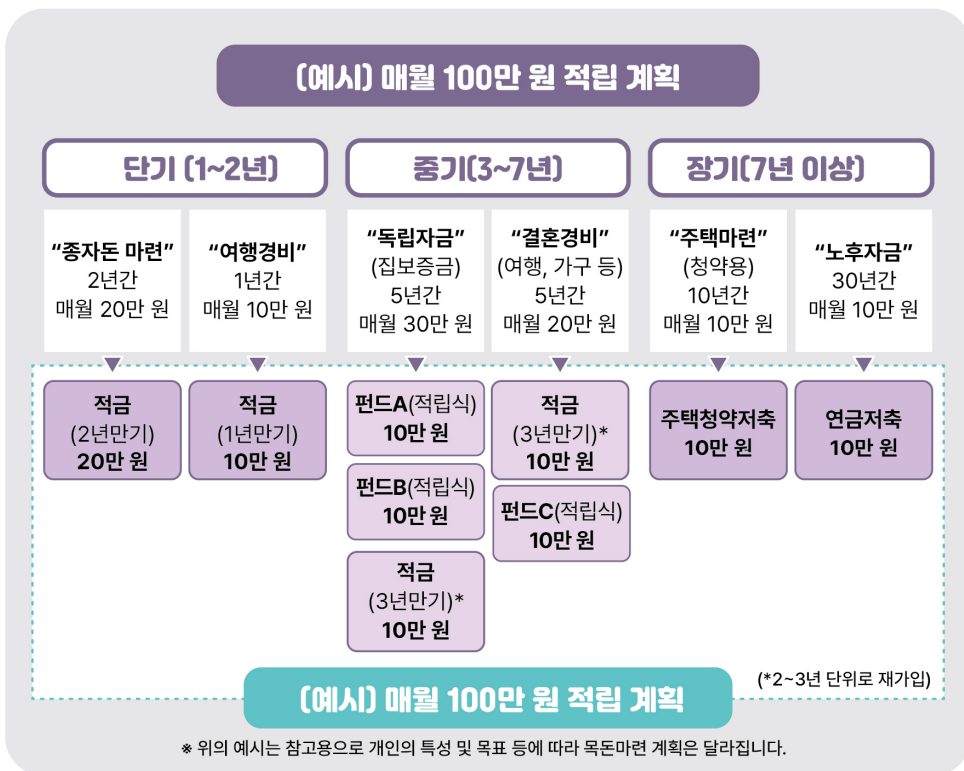 (예시) 매월 100만 원 적립 계획
단기 (1~2년)
중기(3~7년)
장기(7년 이상)
“종자돈 마련”
2년간
매월 20만 원
“여행경비”
1년간
매월 10만 원
“독립자금”
(집보증금)
5년간
매월 30만 원
“결혼경비”
(여행, 가구 등)
5년간
매월 20만 원
“주택마련”
(청약용)
10년간
매월 10만 원
“노후자금”
30년간
매월 10만 원
적금
(2년만기)
20만 원
적금
(1년만기)
10만 원
펀드A(적립식)
10만 원
펀드B(적립식)
10만 원
적금
(3년만기)*
10만 원
적금
(3년만기)*
10만 원
펀드C(적립식)
10만 원
주택청약저축
10만 원
연금저축
10만 원
(*2~3년 단위로 재가입)
(예시) 매월 100만 원 적립 계획
※ 위의 예시는 참고용으로 개인의 특성 및 목표 등에 따라 목돈마련 계획은 달라집니다.